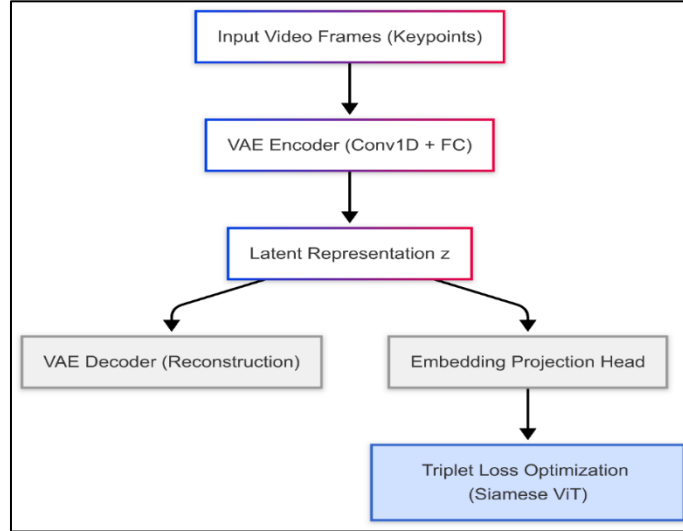 Input Video Frames (Keypoints)
VAE Encoder (Conv1D + FC)
Latent Representation z
VAE Decoder (Reconstruction)
Embedding Projection Head
Triplet Loss Optimization
(Siamese ViT)